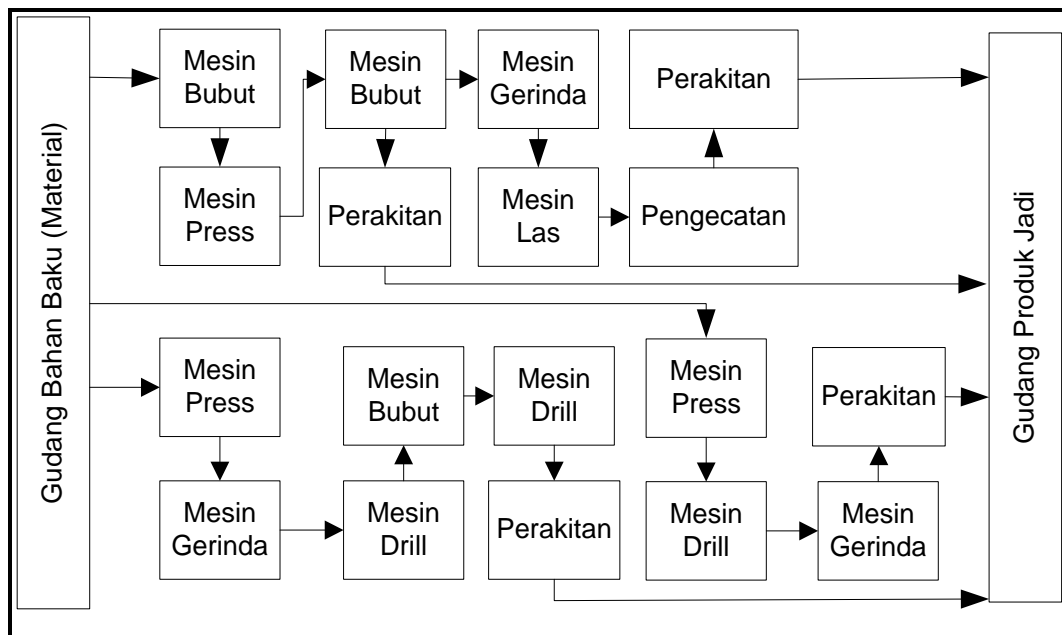 Gudang Bahan Baku (Material)
Mesin
Bubut
Mesin
Bubut
Mesin
Gerinda
Perakitan
Mesin
Press
Perakitan
Mesin
Las
Pengecatan
Mesin
Press
Mesin
Bubut
Mesin
Drill
Mesin
Press
Perakitan
Mesin
Gerinda
Mesin
Drill
Perakitan
Mesin
Drill
Mesin
Gerinda
Gudang Produk Jadi